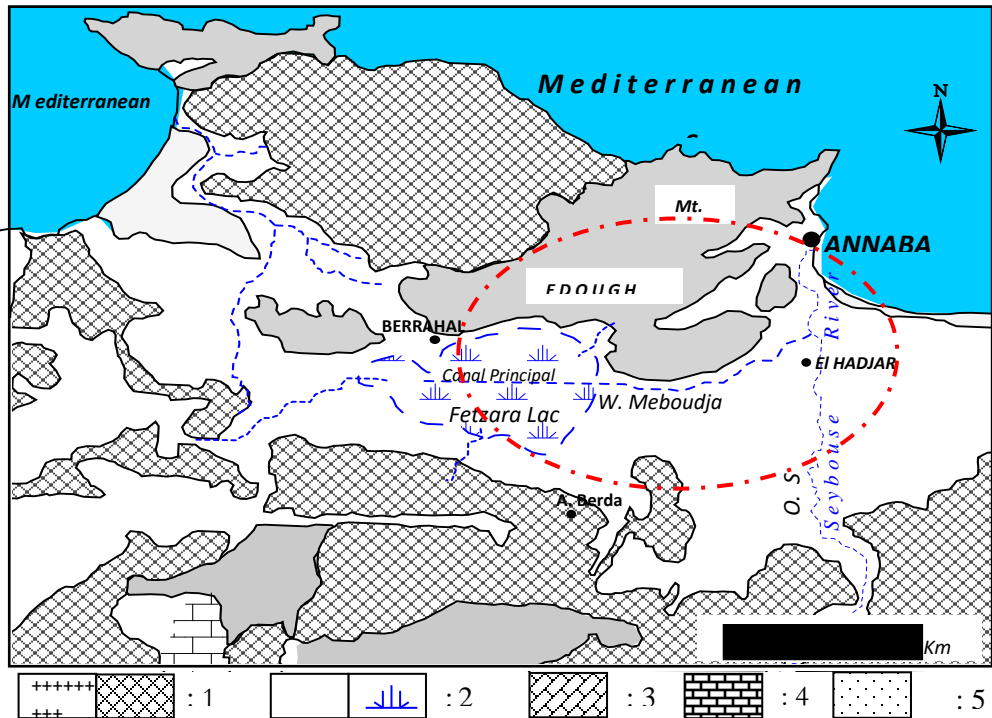 Mediterranean
M editerranean
N
Mt.
ANNABA
EDOUGH
BERRAHAL
El HADJAR
Canal Principal
W. Meboudja
Fetzara Lac
Seybouse River
O. S
A. Berda
Km
++++++
+++
: 1
: 2
: 3
: 4
: 5